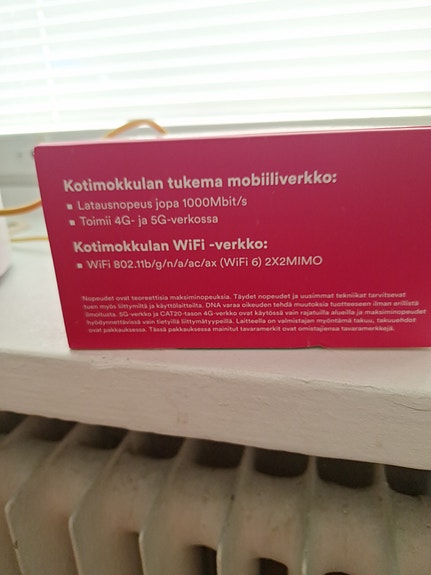 Kotimokkulan tukema mobiiliverkko:
▪ Latausnopeus jopa 1000Mbit/s
▪ Toimii 4G- ja 5G-verkossa
Kotimokkulan WiFi -verkko:
▪ WiFi 802.11b/g/n/a/ac/ax (WiFi 6) 2X2MIMO
Nopeudet ovat teoreettisia maksiminopeuksia. Täydet nopeudet ja uusimmat tekniikat tarvitsevat
tuen myös liittymältä ja käyttölaitteilta. DNA varaa oikeuden tehdä muutoksia tuotteeseen ilman erillistä
ilmoitusta. 5G-verkko ja CAT20-tason 4G-verkko ovat käytössä vain rajatuilla alueilla ja maksiminopeudet
hyödynnettävissä vain tietyillä liittymätyypeillä. Laitteella on valmistajan myöntämä takuu, takuuehdot
ovat pakkauksessa. Tässä pakkauksessa mainitut tavaramerkit ovat omistajiensa tavaramerkkejä.